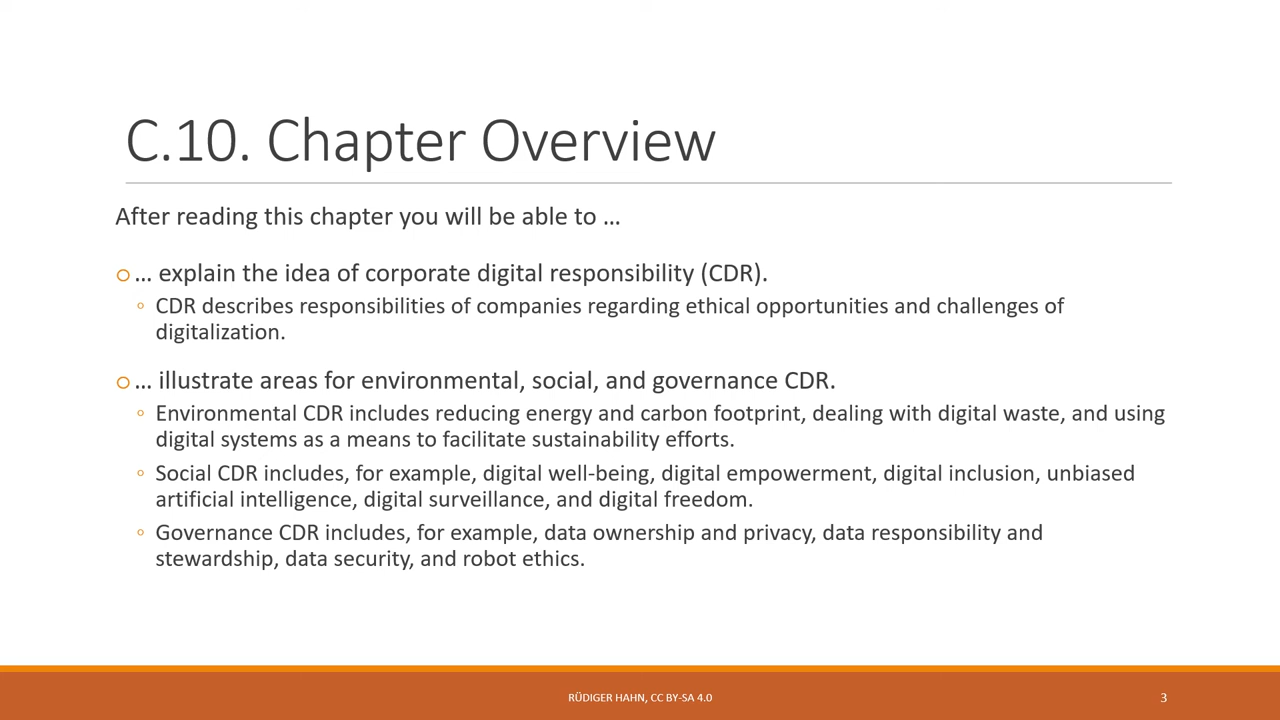 C.10. Chapter Overview
After reading this chapter you will be able to …
… explain the idea of corporate digital responsibility (CDR).
CDR describes responsibilities of companies regarding ethical opportunities and challenges of
digitalization.
… illustrate areas for environmental, social, and governance CDR.
Environmental CDR includes reducing energy and carbon footprint, dealing with digital waste, and using
digital systems as a means to facilitate sustainability efforts.
Social CDR includes, for example, digital well-being, digital empowerment, digital inclusion, unbiased
artificial intelligence, digital surveillance, and digital freedom.
Governance CDR includes, for example, data ownership and privacy, data responsibility and
stewardship, data security, and robot ethics.
RÜDIGER HAHN, CC BY-SA 4.0
3